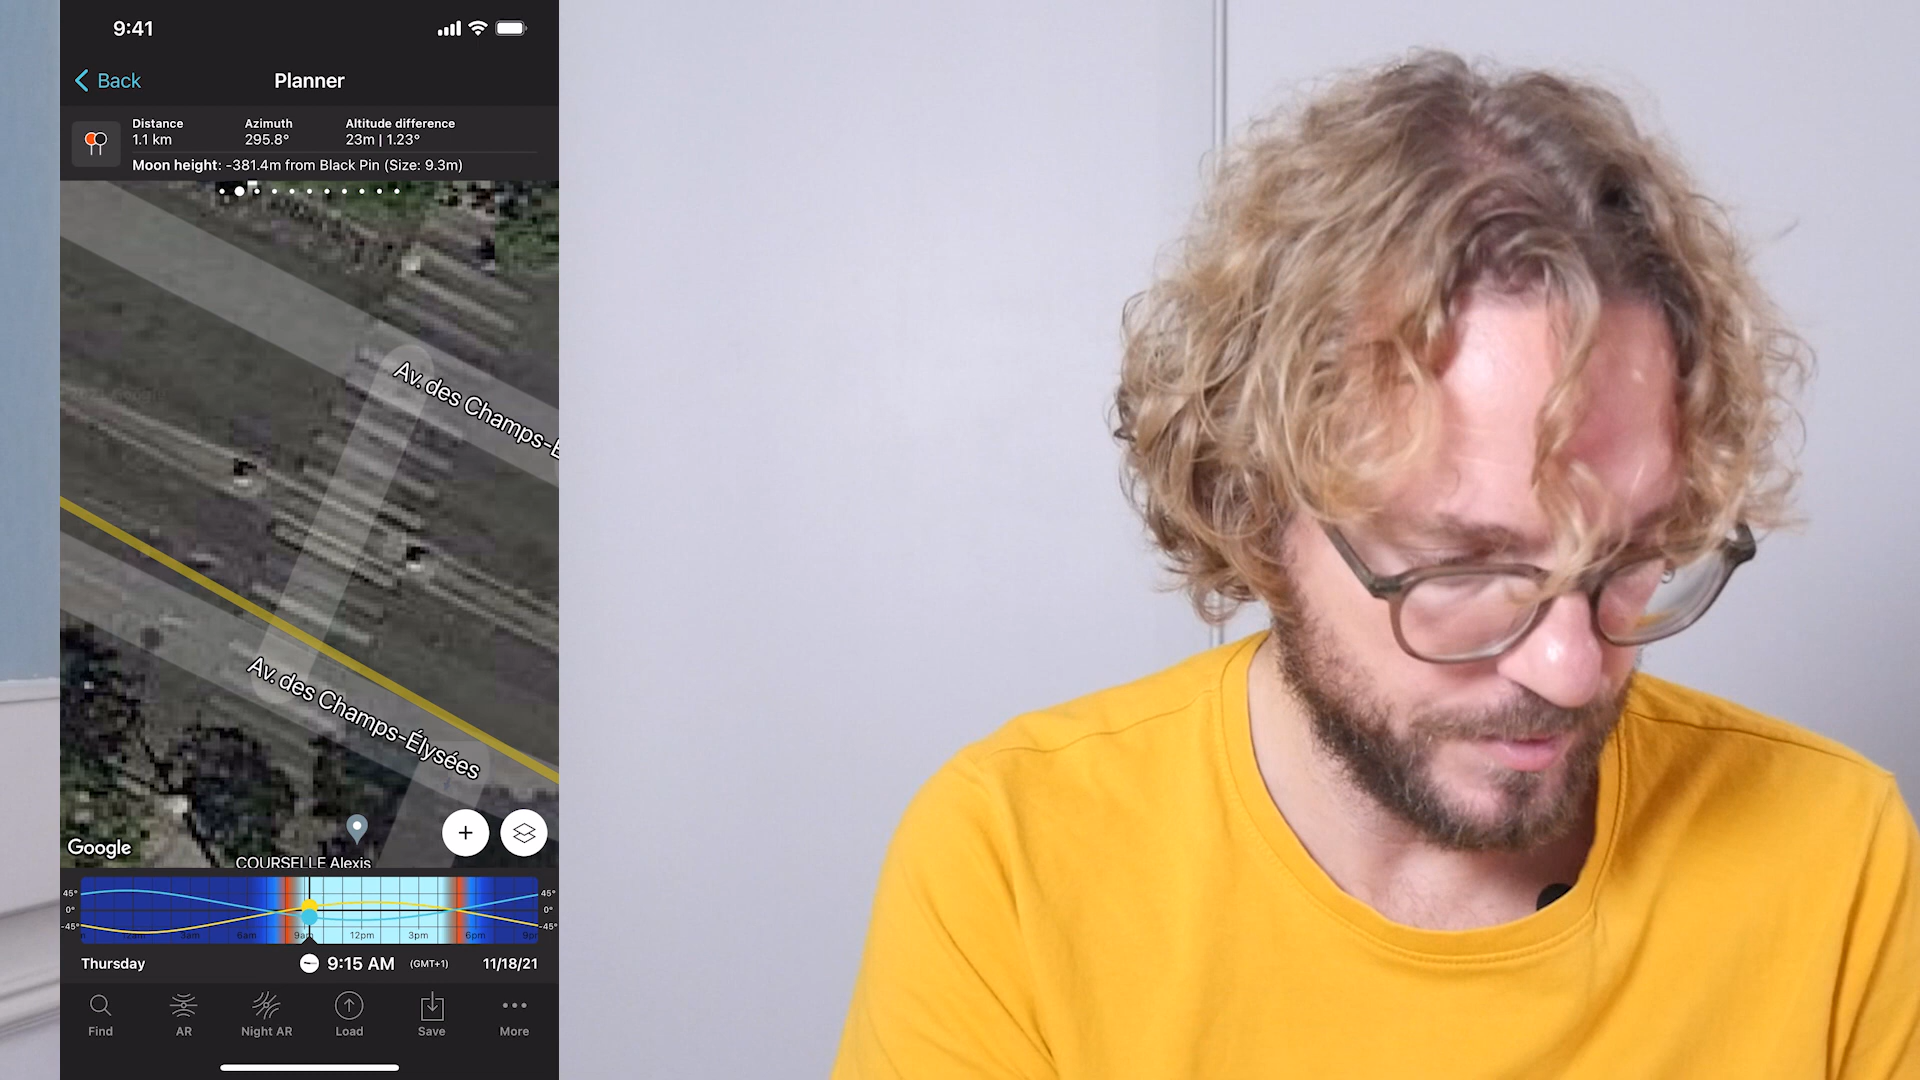 9:41
Back
Planner
Distance
1.1 km
Azimuth
295.8°
Altitude difference
23m | 1.23°
Moon height: -381.4m from Black Pin (Size: 9.3m)
Av. des Champs-É
Av. des Champs-Élysées
Google
COURSELLE Alexis
45°
0°
-45°
3am
6am
9am
12pm
3pm
6pm
9p
45°
0°
-45°
Thursday
9:15 AM
(GMT+1)
11/18/21
Find
AR
Night AR
Load
Save
More